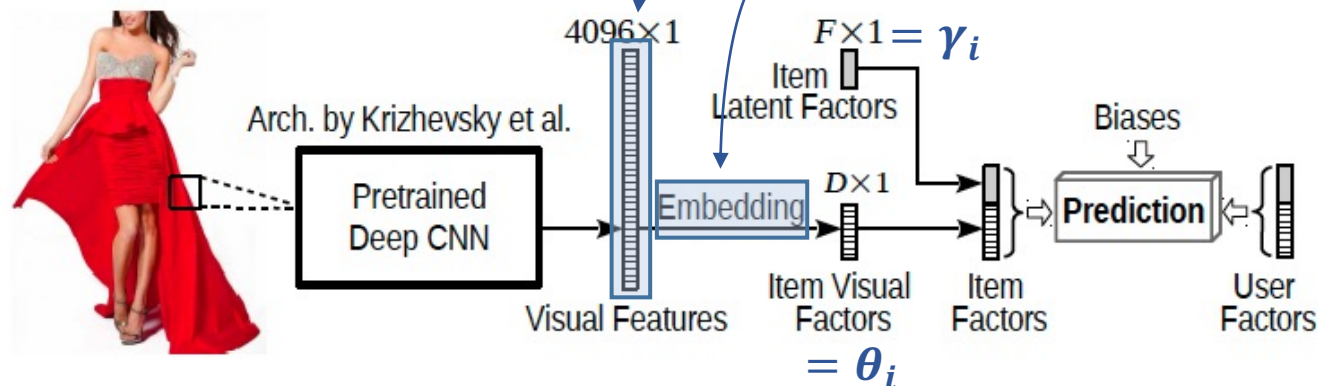 4096×1
F×1 = γᵢ
Item
Latent Factors
Arch. by Krizhevsky et al.
Biases
Pretrained
Deep CNN
Embedding
D×1
Prediction
Visual Features
Item Visual
Factors
= θᵢ
Item
Factors
User
Factors